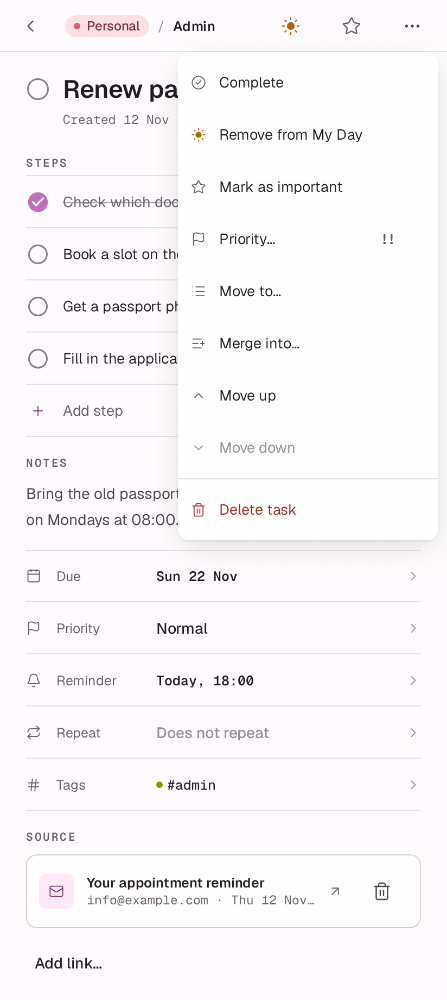 Personal / Admin
Complete
Renew pa
Remove from My Day
Created 12 Nov
STEPS
Mark as important
Check which doc
Priority... !!
Book a slot on th
Move to...
Get a passport ph
Merge into...
Fill in the applica
Move up
Add step
Move down
NOTES
Bring the old passport
Delete task
on Mondays at 08:00.
Due Sun 22 Nov
Priority Normal
Reminder Today, 18:00
Repeat Does not repeat
Tags #admin
SOURCE
Your appointment reminder
info@example.com · Thu 12 Nov…
Add link...